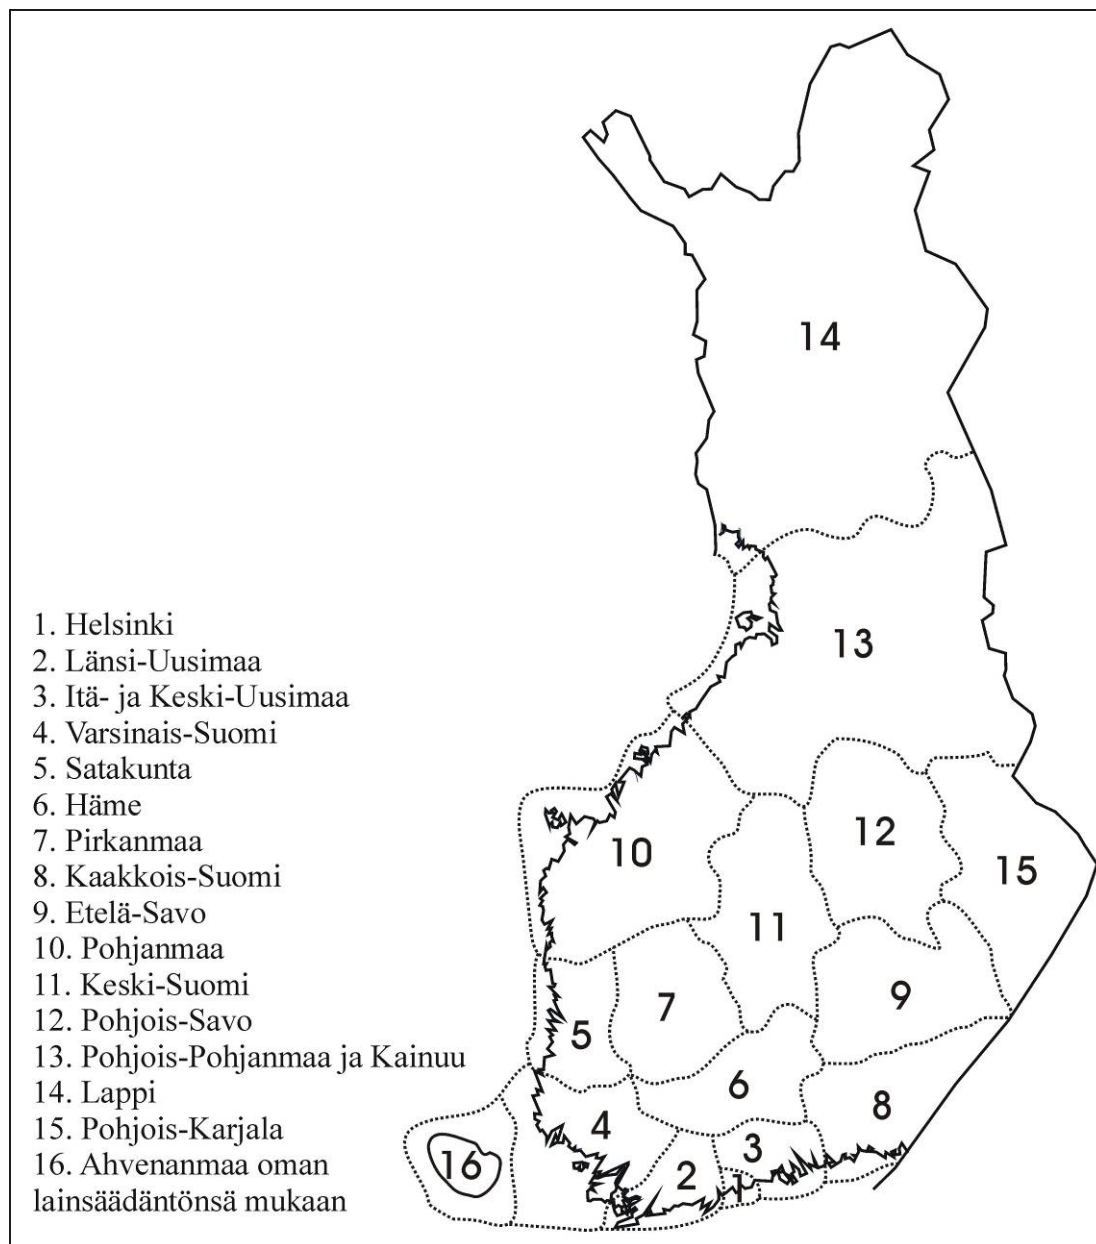 14
13
1. Helsinki
2. Länsi-Uusimaa
3. Itä- ja Keski-Uusimaa
4. Varsinais-Suomi
5. Satakunta
6. Häme
7. Pirkanmaa
8. Kaakkois-Suomi
9. Etelä-Savo
10. Pohjanmaa
11. Keski-Suomi
12. Pohjois-Savo
13. Pohjois-Pohjanmaa ja Kainuu
14. Lappi
15. Pohjois-Karjala
16. Ahvenanmaa oman
lainsäädäntönsä mukaan
12
10
15
11
9
7
5
6
8
4
3
16
2
1